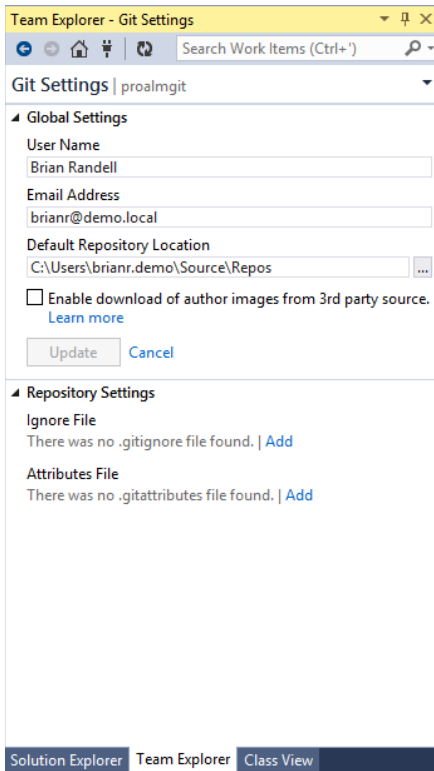 Team Explorer - Git Settings
Search Work Items (Ctrl+')
Git Settings | proalmgit
Global Settings
User Name
Brian Randell
Email Address
brianr@demo.local
Default Repository Location
C:\Users\brianr.demo\Source\Repos
...
Enable download of author images from 3rd party source.
Learn more
Update Cancel
Repository Settings
Ignore File
There was no .gitignore file found. | Add
Attributes File
There was no .gitattributes file found. | Add
Solution Explorer Team Explorer Class View